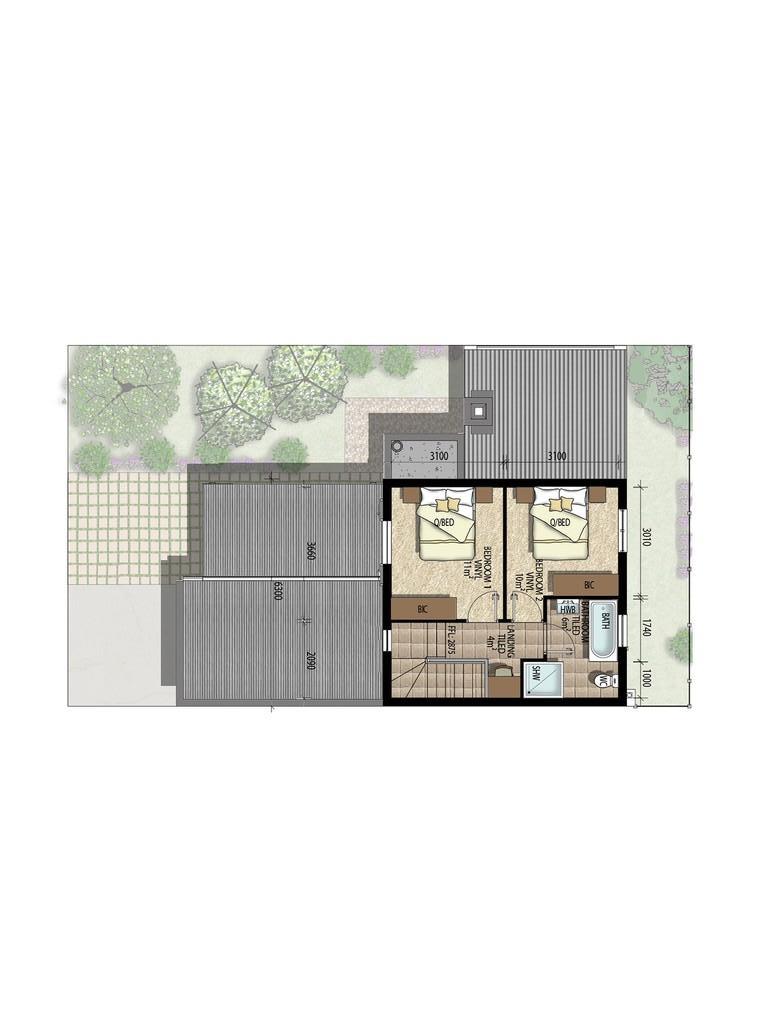 3100
3100
Q/BED
Q/BED
3010
3660
BEDROOM 1
VINYL
11m²
BEDROOM 2
VINYL
10m²
BIC
6300
BIC
HWB
BATHROOM
TILED
6m²
BATH
1740
FFL: 2875
LANDING
TILED
4m²
2090
SHW
WC
1000